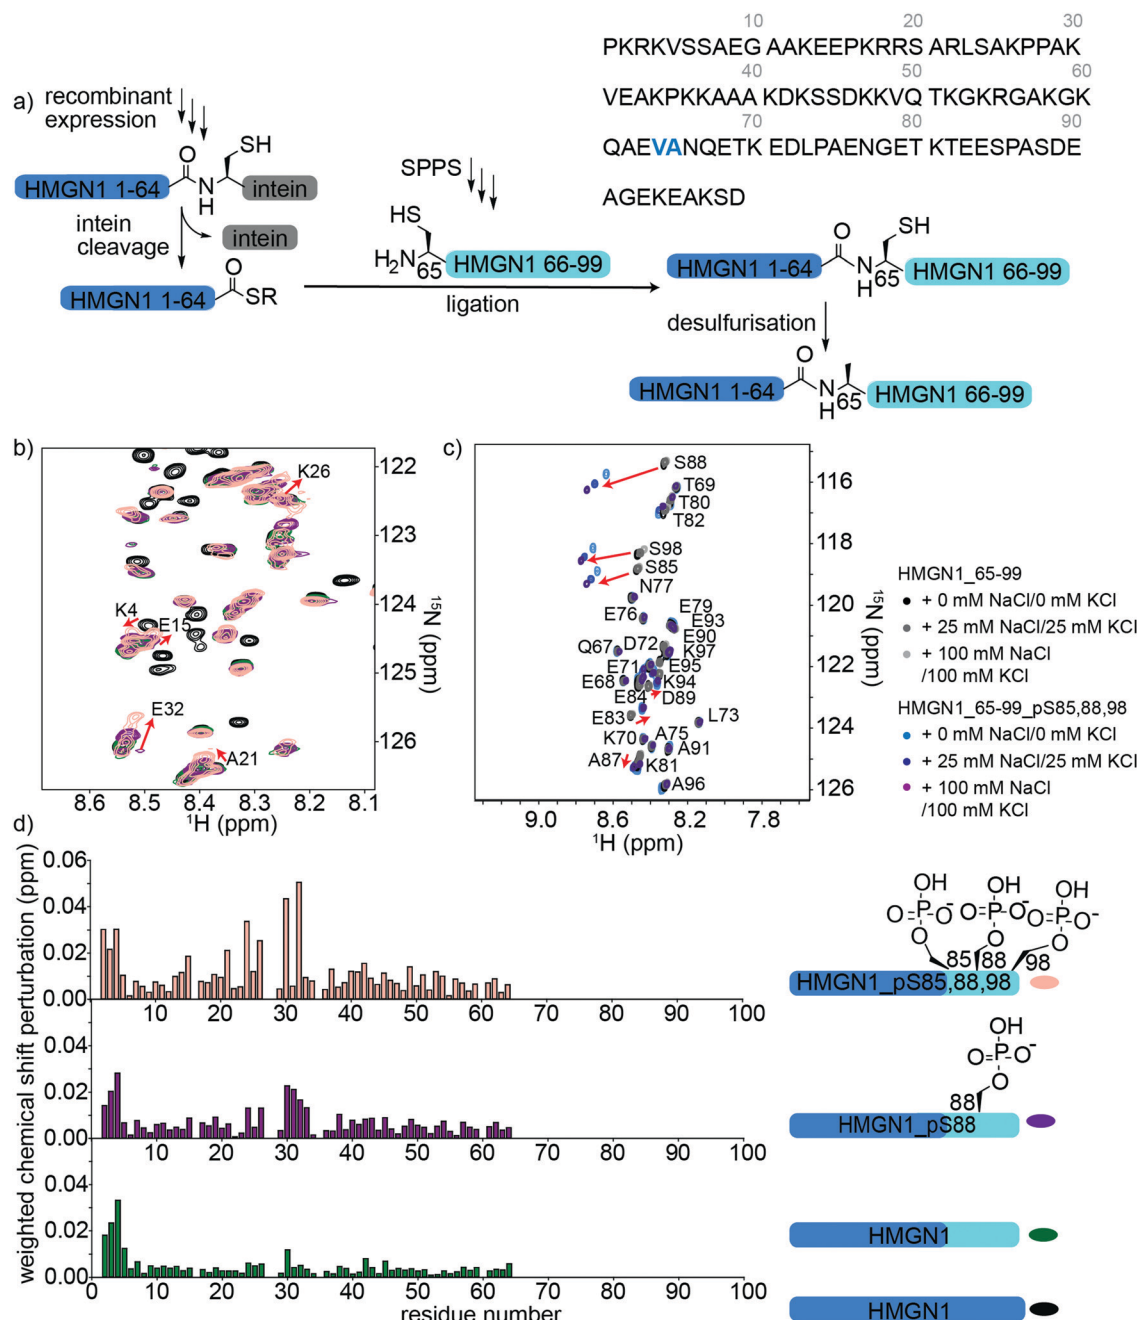 10 20 30
PKRKVSSAEG AAKEEPKRRS ARLSAKPPAK
40 50 60
VEAKPKKAAA KDKSSDKKVQ TKGKRGAKGK
70 80 90
QAEVANQETK EDLPAENGET KTEESPASDE
AGEKEAKSD
a) recombinant
expression
O
SH
HMGN1 1-64
N
H
intein
intein
cleavage
intein
O
HMGN1 1-64
SR
SPPS
HS
H2N
65
HMGN1 66-99
ligation
SH
O
HMGN1 1-64
N
H
65
HMGN1 66-99
desulfurisation
O
HMGN1 1-64
N
H
65
HMGN1 66-99
b)
K26
K4
E15
E32
A21
122
123
124
125
126
15N (ppm)
8.6 8.5 8.4 8.3 8.2 8.1
1H (ppm)
c)
S88
T69
T80
T82
S98
S85
N77
E76
E79
E93
E90
Q67
D72
K97
E71
E95
E68
K94
E84
D89
E83
L73
K70
A75
A91
A87
K81
A96
116
118
120
122
124
126
15N (ppm)
9.0 8.6 8.2 7.8
1H (ppm)
HMGN1_65-99
+ 0 mM NaCl/0 mM KCl
+ 25 mM NaCl/25 mM KCl
+ 100 mM NaCl
/100 mM KCl
HMGN1_65-99_pS85,88,98
+ 0 mM NaCl/0 mM KCl
+ 25 mM NaCl/25 mM KCl
+ 100 mM NaCl
/100 mM KCl
d)
weighted chemical shift perturbation (ppm)
0.06
0.04
0.02
0.00
10 20 30 40 50 60 70 80 90 100
0.04
0.02
0.00
10 20 30 40 50 60 70 80 90 100
0.04
0.02
0.00
0 10 20 30 40 50 60 70 80 90 100
residue number
OH OH OH
O=P-O- O=P-O- O=P-O-
O O O
85 88 98
HMGN1_pS85,88,98
OH
O=P-O-
O
88
HMGN1_pS88
HMGN1
HMGN1